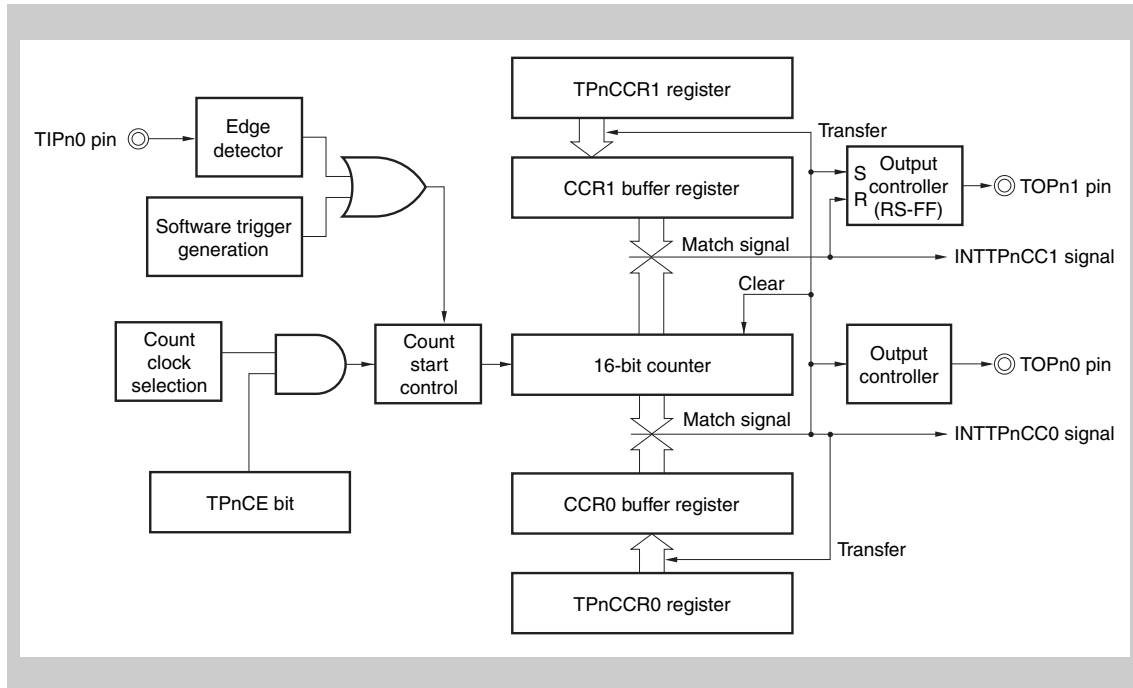 TPnCCR1 register
TIPn0 pin
Edge
detector
Transfer
CCR1 buffer register
S
R
Output
controller
(RS-FF)
TOPn1 pin
Software trigger
generation
Match signal
INTTPnCC1 signal
Clear
Count
clock
selection
Count
start
control
16-bit counter
Output
controller
TOPn0 pin
Match signal
INTTPnCC0 signal
TPnCE bit
CCR0 buffer register
Transfer
TPnCCR0 register